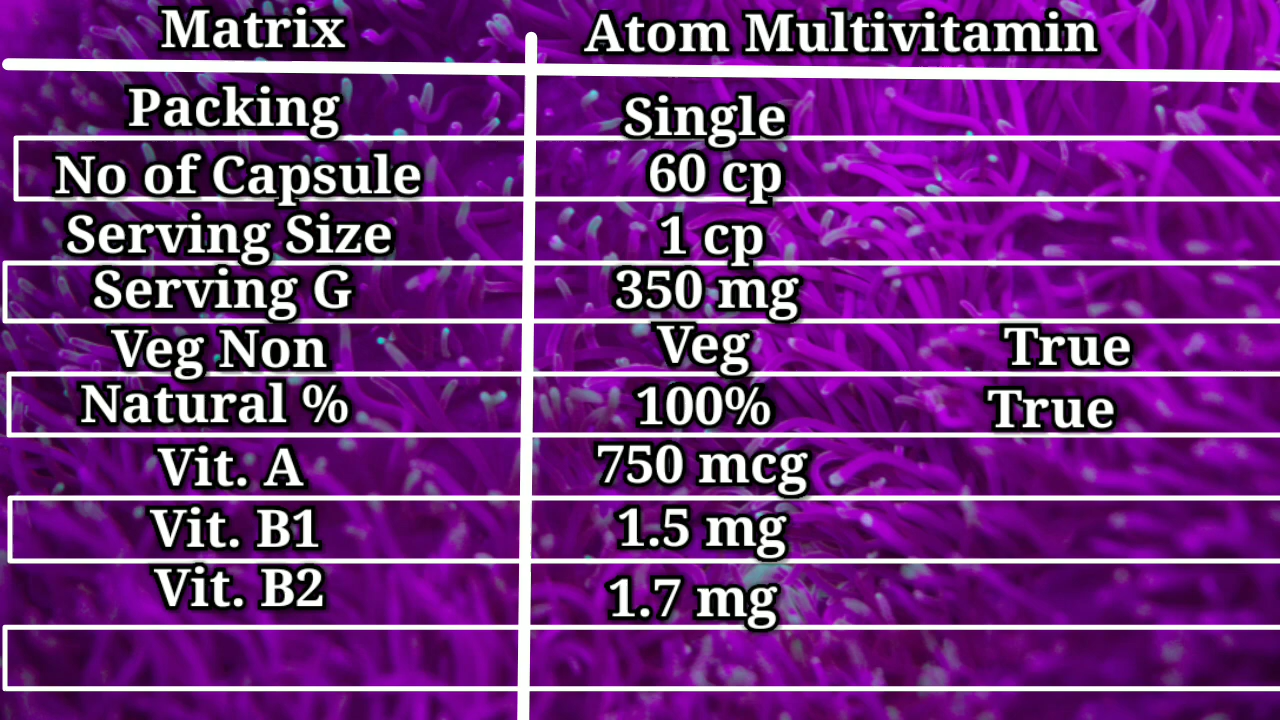 Matrix Atom Multivitamin
Packing Single
No of Capsule 60 cp
Serving Size 1 cp
Serving G 350 mg
Veg Non Veg True
Natural % 100% True
Vit. A 750 mcg
Vit. B1 1.5 mg
Vit. B2 1.7 mg